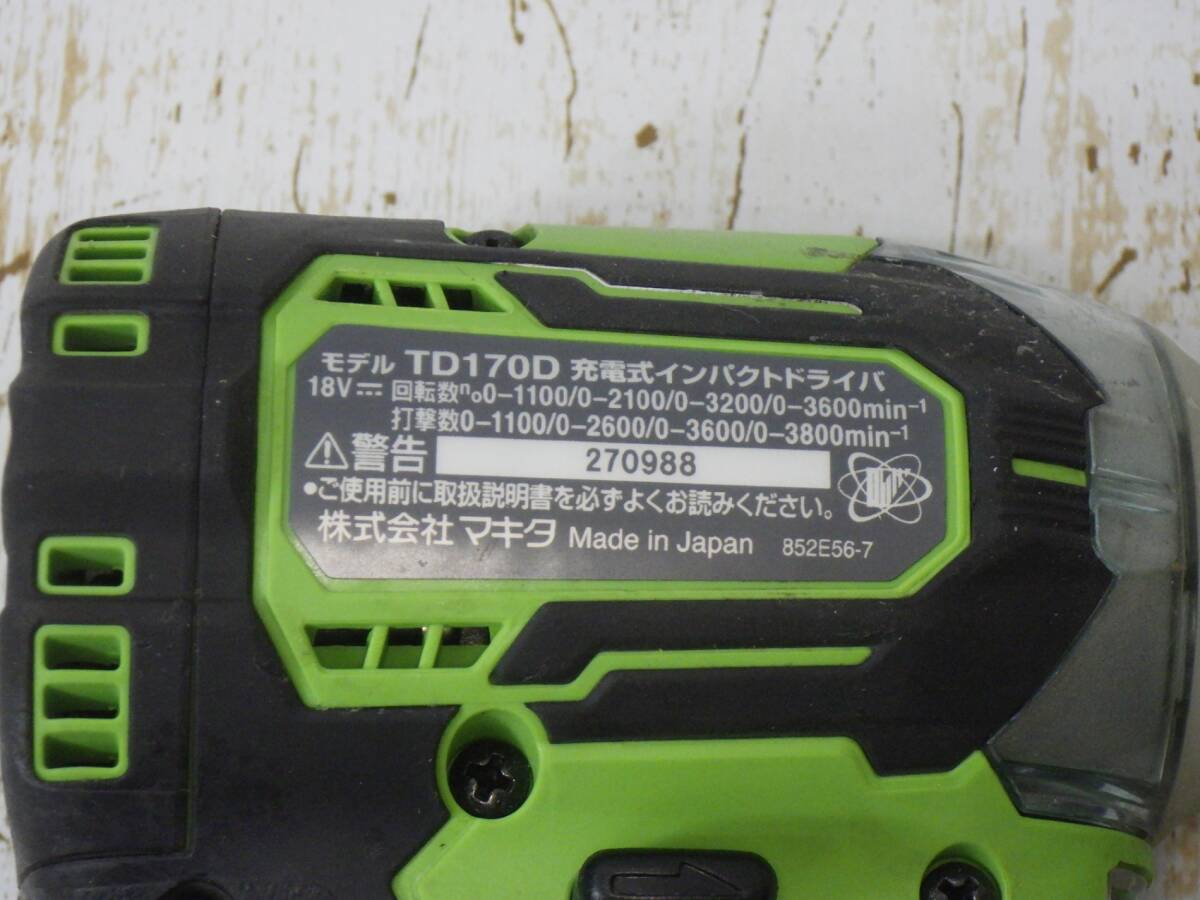 モデル TD170D 充電式インパクトドライバ
18V⎓ 回転数n₀0-1100/0-2100/0-3200/0-3600min⁻¹
打撃数0-1100/0-2600/0-3600/0-3800min⁻¹
⚠警告 270988
•ご使用前に取扱説明書を必ずよくお読みください。
株式会社 マキタ Made in Japan 852E56-7